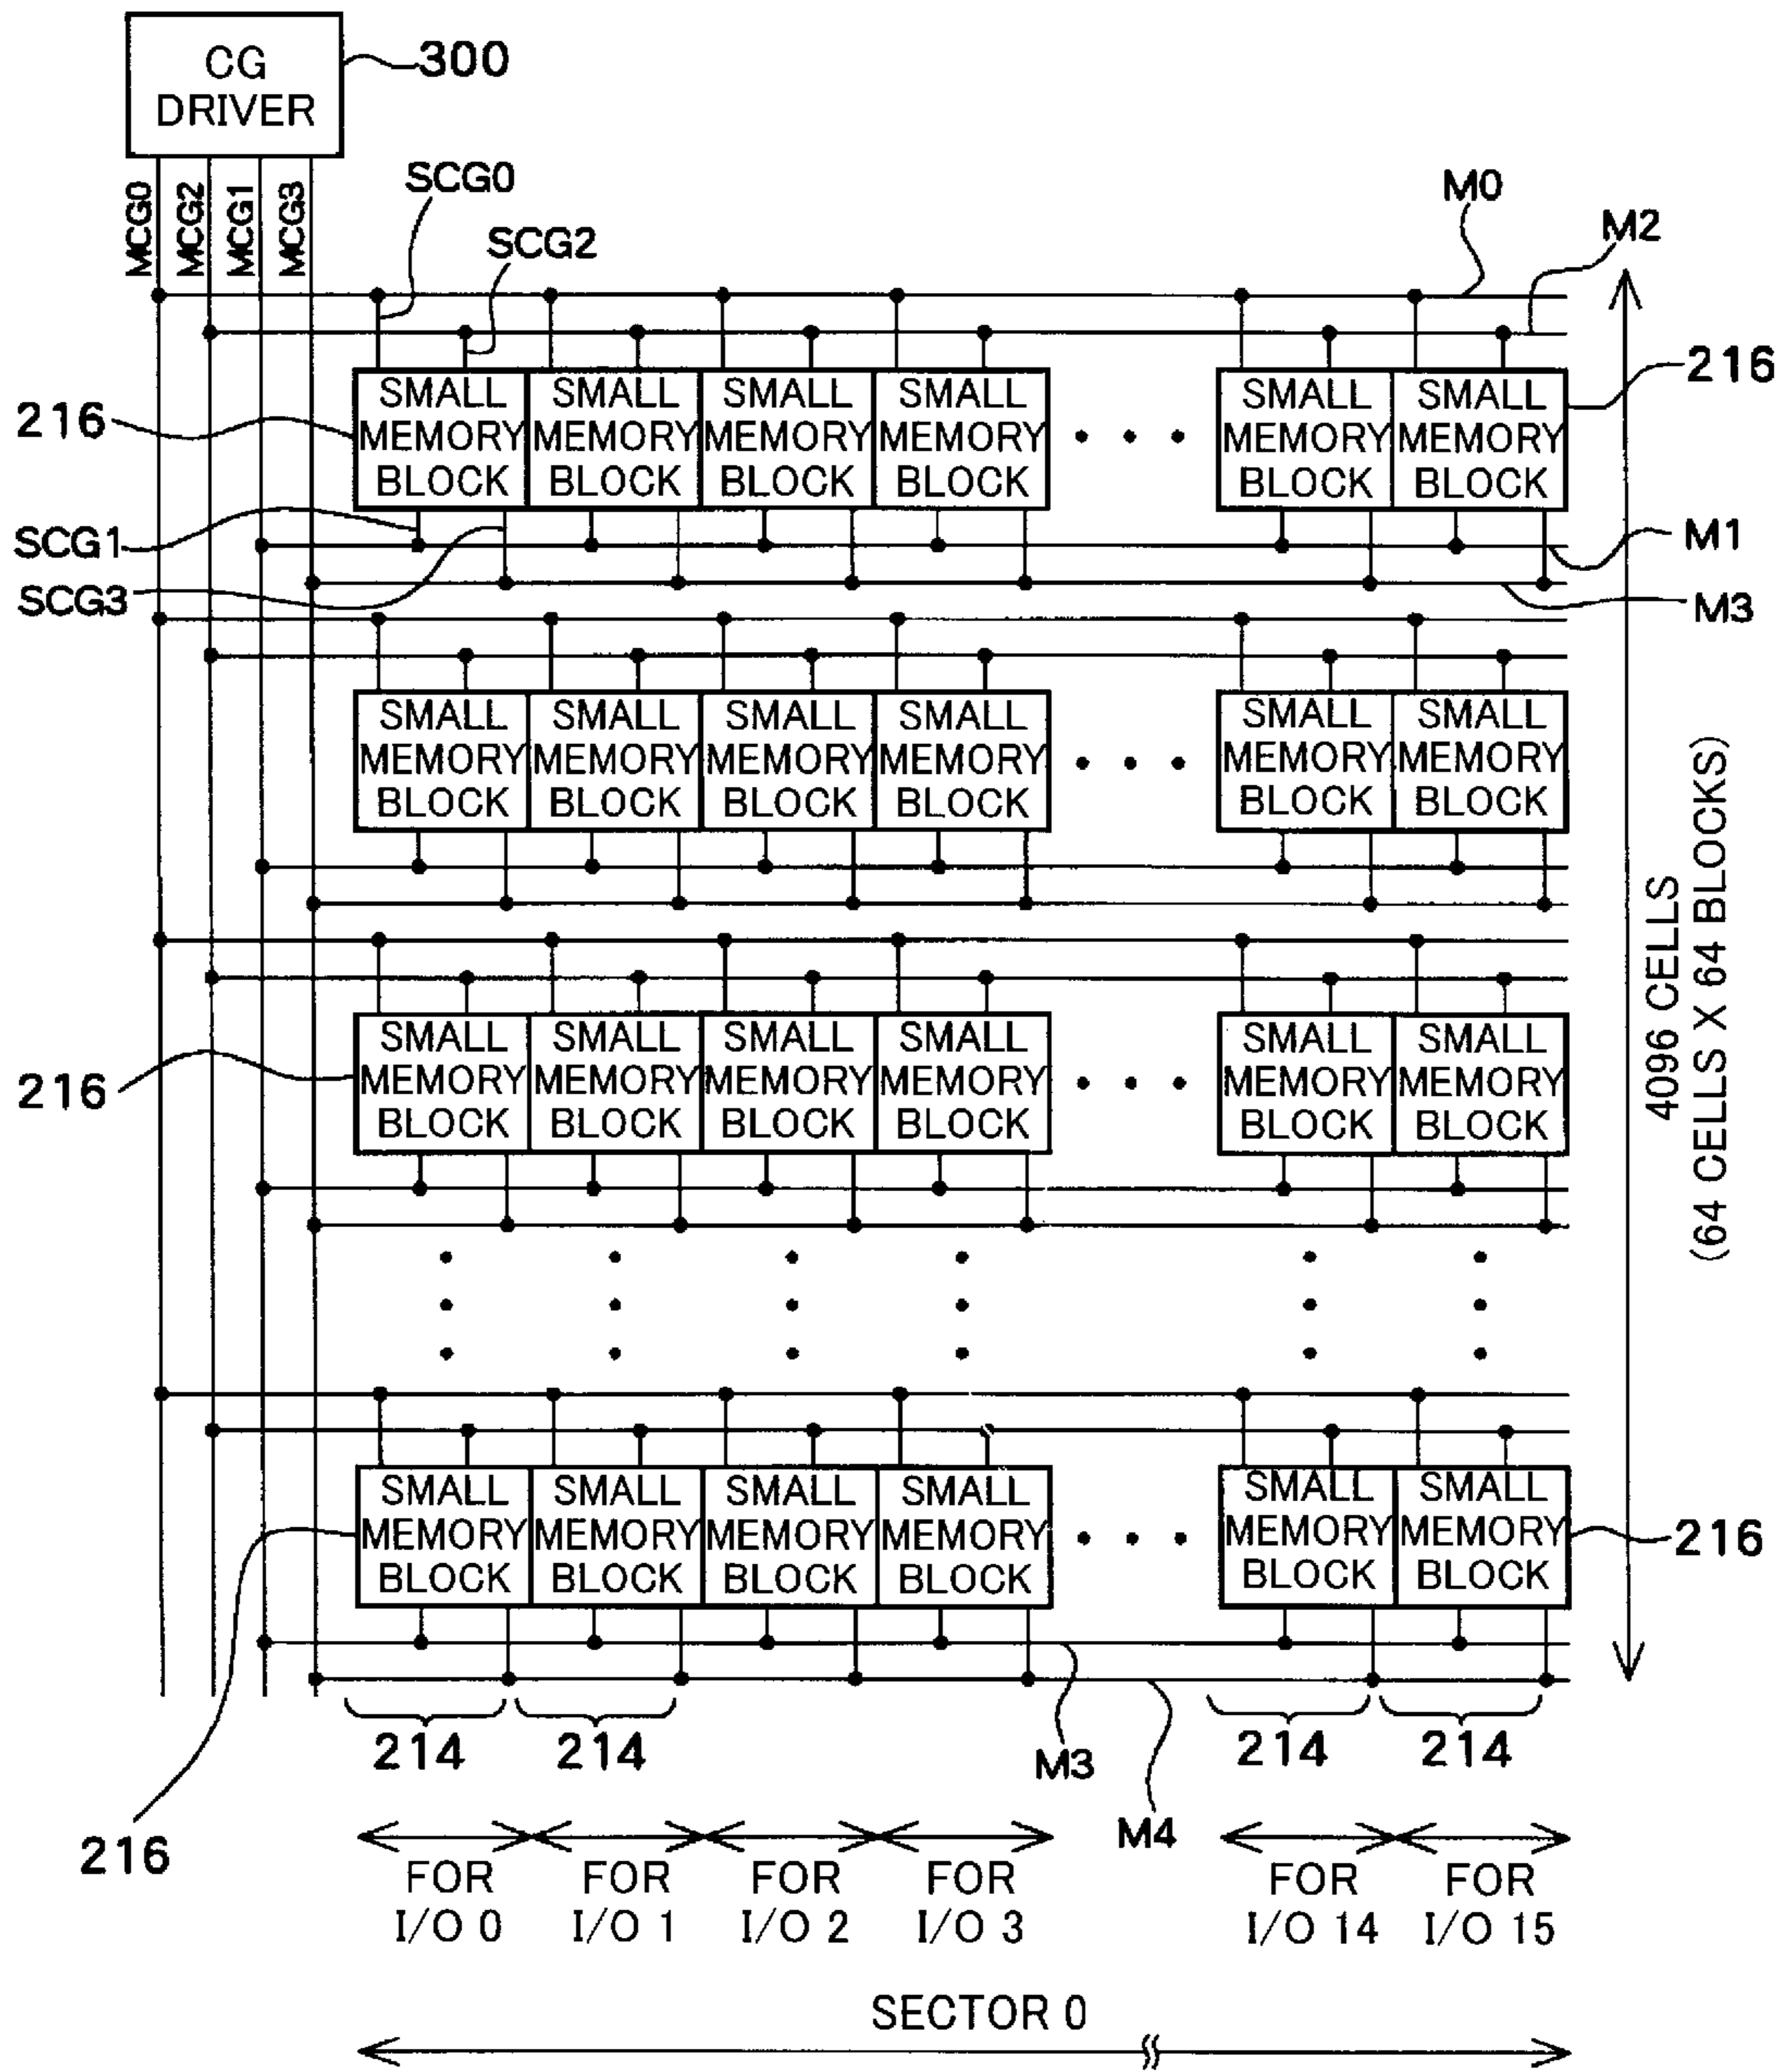 CG
DRIVER
300
MCG0
MCG2
MCG1
MCG3
SCG0
SCG2
M0
M2
216
SMALL MEMORY BLOCK
SMALL MEMORY BLOCK
SMALL MEMORY BLOCK
SMALL MEMORY BLOCK
SMALL MEMORY BLOCK
SMALL MEMORY BLOCK
216
SCG1
SCG3
M1
M3
SMALL MEMORY BLOCK
SMALL MEMORY BLOCK
SMALL MEMORY BLOCK
SMALL MEMORY BLOCK
SMALL MEMORY BLOCK
SMALL MEMORY BLOCK
4096 CELLS
(64 CELLS X 64 BLOCKS)
216
SMALL MEMORY BLOCK
SMALL MEMORY BLOCK
SMALL MEMORY BLOCK
SMALL MEMORY BLOCK
SMALL MEMORY BLOCK
SMALL MEMORY BLOCK
SMALL MEMORY BLOCK
SMALL MEMORY BLOCK
SMALL MEMORY BLOCK
SMALL MEMORY BLOCK
SMALL MEMORY BLOCK
SMALL MEMORY BLOCK
216
214
214
214
214
M3
M4
216
FOR I/O 0
FOR I/O 1
FOR I/O 2
FOR I/O 3
FOR I/O 14
FOR I/O 15
SECTOR 0